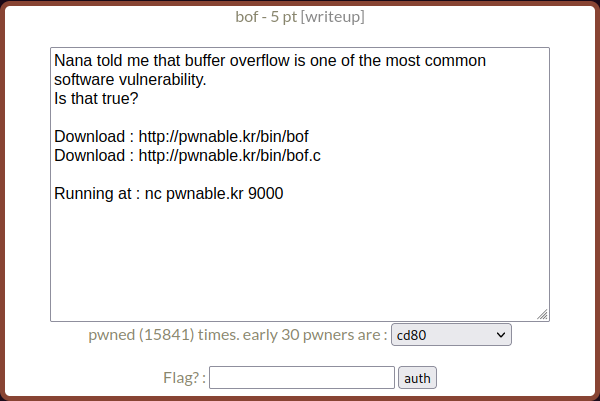 bof - 5 pt [writeup]
Nana told me that buffer overflow is one of the most common
software vulnerability.
Is that true?
Download : http://pwnable.kr/bin/bof
Download : http://pwnable.kr/bin/bof.c
Running at : nc pwnable.kr 9000
pwned (15841) times. early 30 pwners are : cd80
Flag? : auth